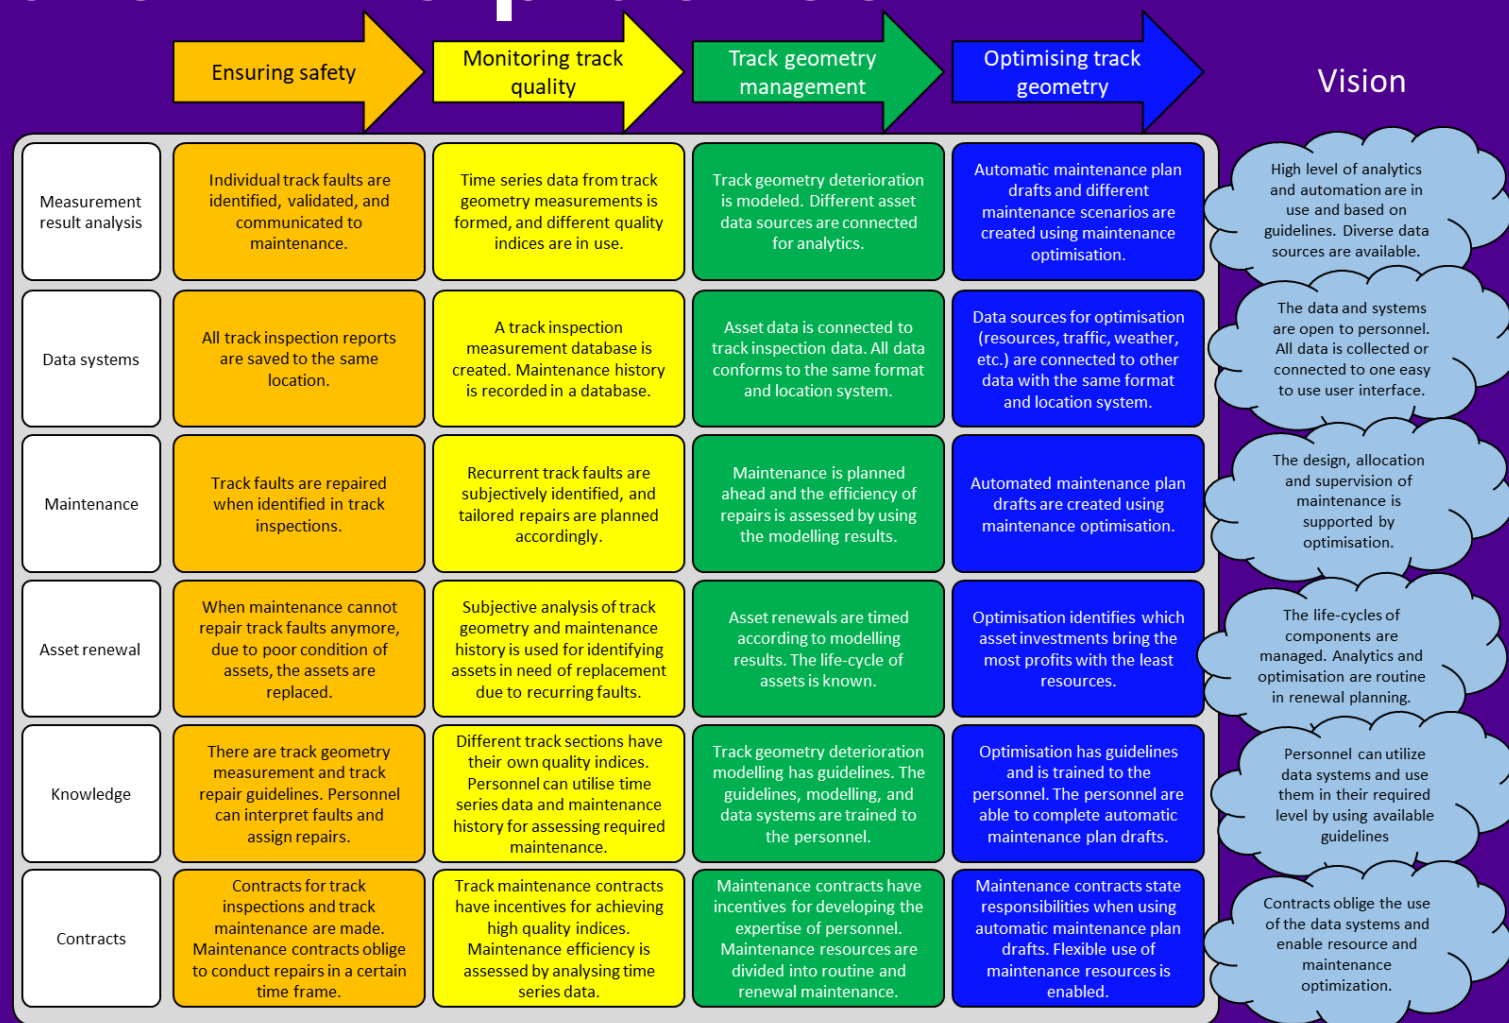 Ensuring safety
Monitoring track
quality
Track geometry
management
Optimising track
geometry
Vision
Measurement
result analysis
Individual track faults are
identified, validated, and
communicated to
maintenance.
Time series data from track
geometry measurements is
formed, and different quality
indices are in use.
Track geometry deterioration
is modeled. Different asset
data sources are connected
for analytics.
Automatic maintenance plan
drafts and different
maintenance scenarios are
created using maintenance
optimisation.
High level of analytics
and automation are in
use and based on
guidelines. Diverse data
sources are available.
Data systems
All track inspection reports
are saved to the same
location.
A track inspection
measurement database is
created. Maintenance history
is recorded in a database.
Asset data is connected to
track inspection data. All data
conforms to the same format
and location system.
Data sources for optimisation
(resources, traffic, weather,
etc.) are connected to other
data with the same format
and location system.
The data and systems
are open to personnel.
All data is collected or
connected to one easy
to use user interface.
Maintenance
Track faults are repaired
when identified in track
inspections.
Recurrent track faults are
subjectively identified, and
tailored repairs are planned
accordingly.
Maintenance is planned
ahead and the efficiency of
repairs is assessed by using
the modelling results.
Automated maintenance plan
drafts are created using
maintenance optimisation.
The design, allocation
and supervision of
maintenance is
supported by
optimisation.
Asset renewal
When maintenance cannot
repair track faults anymore,
due to poor condition of
assets, the assets are
replaced.
Subjective analysis of track
geometry and maintenance
history is used for identifying
assets in need of replacement
due to recurring faults.
Asset renewals are timed
according to modelling
results. The life-cycle of
assets is known.
Optimisation identifies which
asset investments bring the
most profits with the least
resources.
The life-cycles of
components are
managed. Analytics and
optimisation are routine
in renewal planning.
Knowledge
There are track geometry
measurement and track
repair guidelines. Personnel
can interpret faults and
assign repairs.
Different track sections have
their own quality indices.
Personnel can utilise time
series data and maintenance
history for assessing required
maintenance.
Track geometry deterioration
modelling has guidelines. The
guidelines, modelling, and
data systems are trained to
the personnel.
Optimisation has guidelines
and is trained to the
personnel. The personnel are
able to complete automatic
maintenance plan drafts.
Personnel can utilize
data systems and use
them in their required
level by using available
guidelines
Contracts
Contracts for track
inspections and track
maintenance are made.
Maintenance contracts oblige
to conduct repairs in a certain
time frame.
Track maintenance contracts
have incentives for achieving
high quality indices.
Maintenance efficiency is
assessed by analysing time
series data.
Maintenance contracts have
incentives for developing the
expertise of personnel.
Maintenance resources are
divided into routine and
renewal maintenance.
Maintenance contracts state
responsibilities when using
automatic maintenance plan
drafts. Flexible use of
maintenance resources is
enabled.
Contracts oblige the use
of the data systems and
enable resource and
maintenance
optimization.